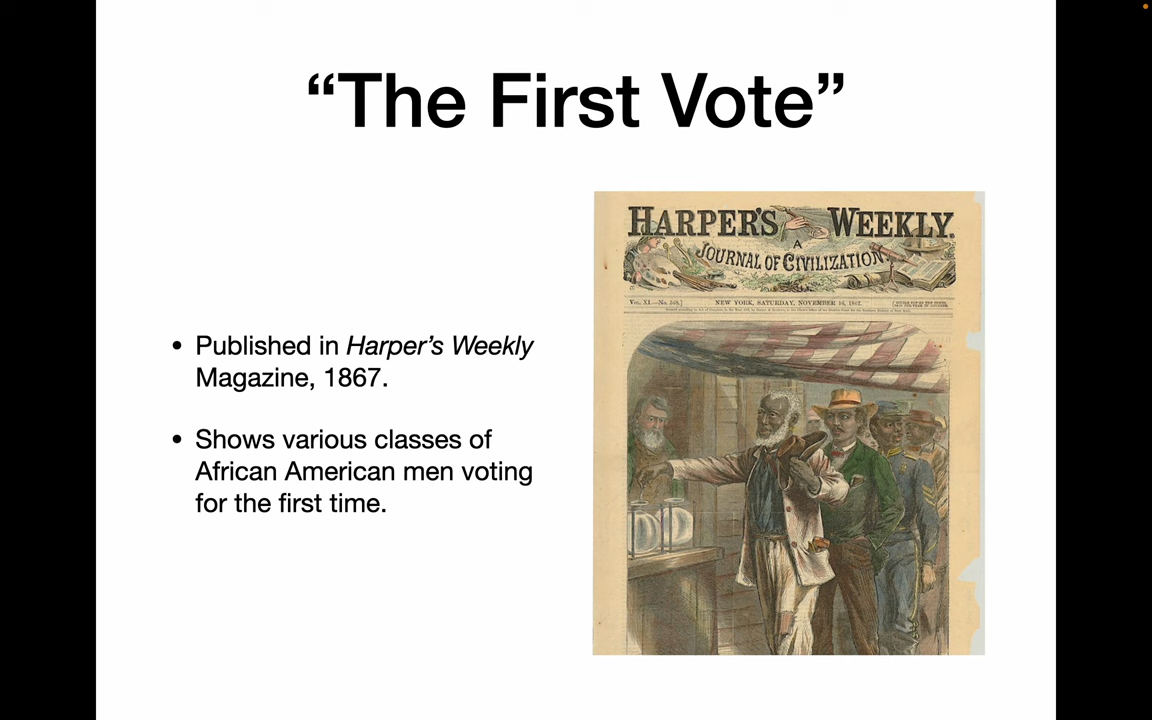 “The First Vote”
• Published in Harper’s Weekly
Magazine, 1867.
• Shows various classes of
African American men voting
for the first time.
HARPER'S WEEKLY.
A
JOURNAL OF CIVILIZATION
VOL. XI.—No. 568.]
NEW YORK, SATURDAY, NOVEMBER 16, 1867.